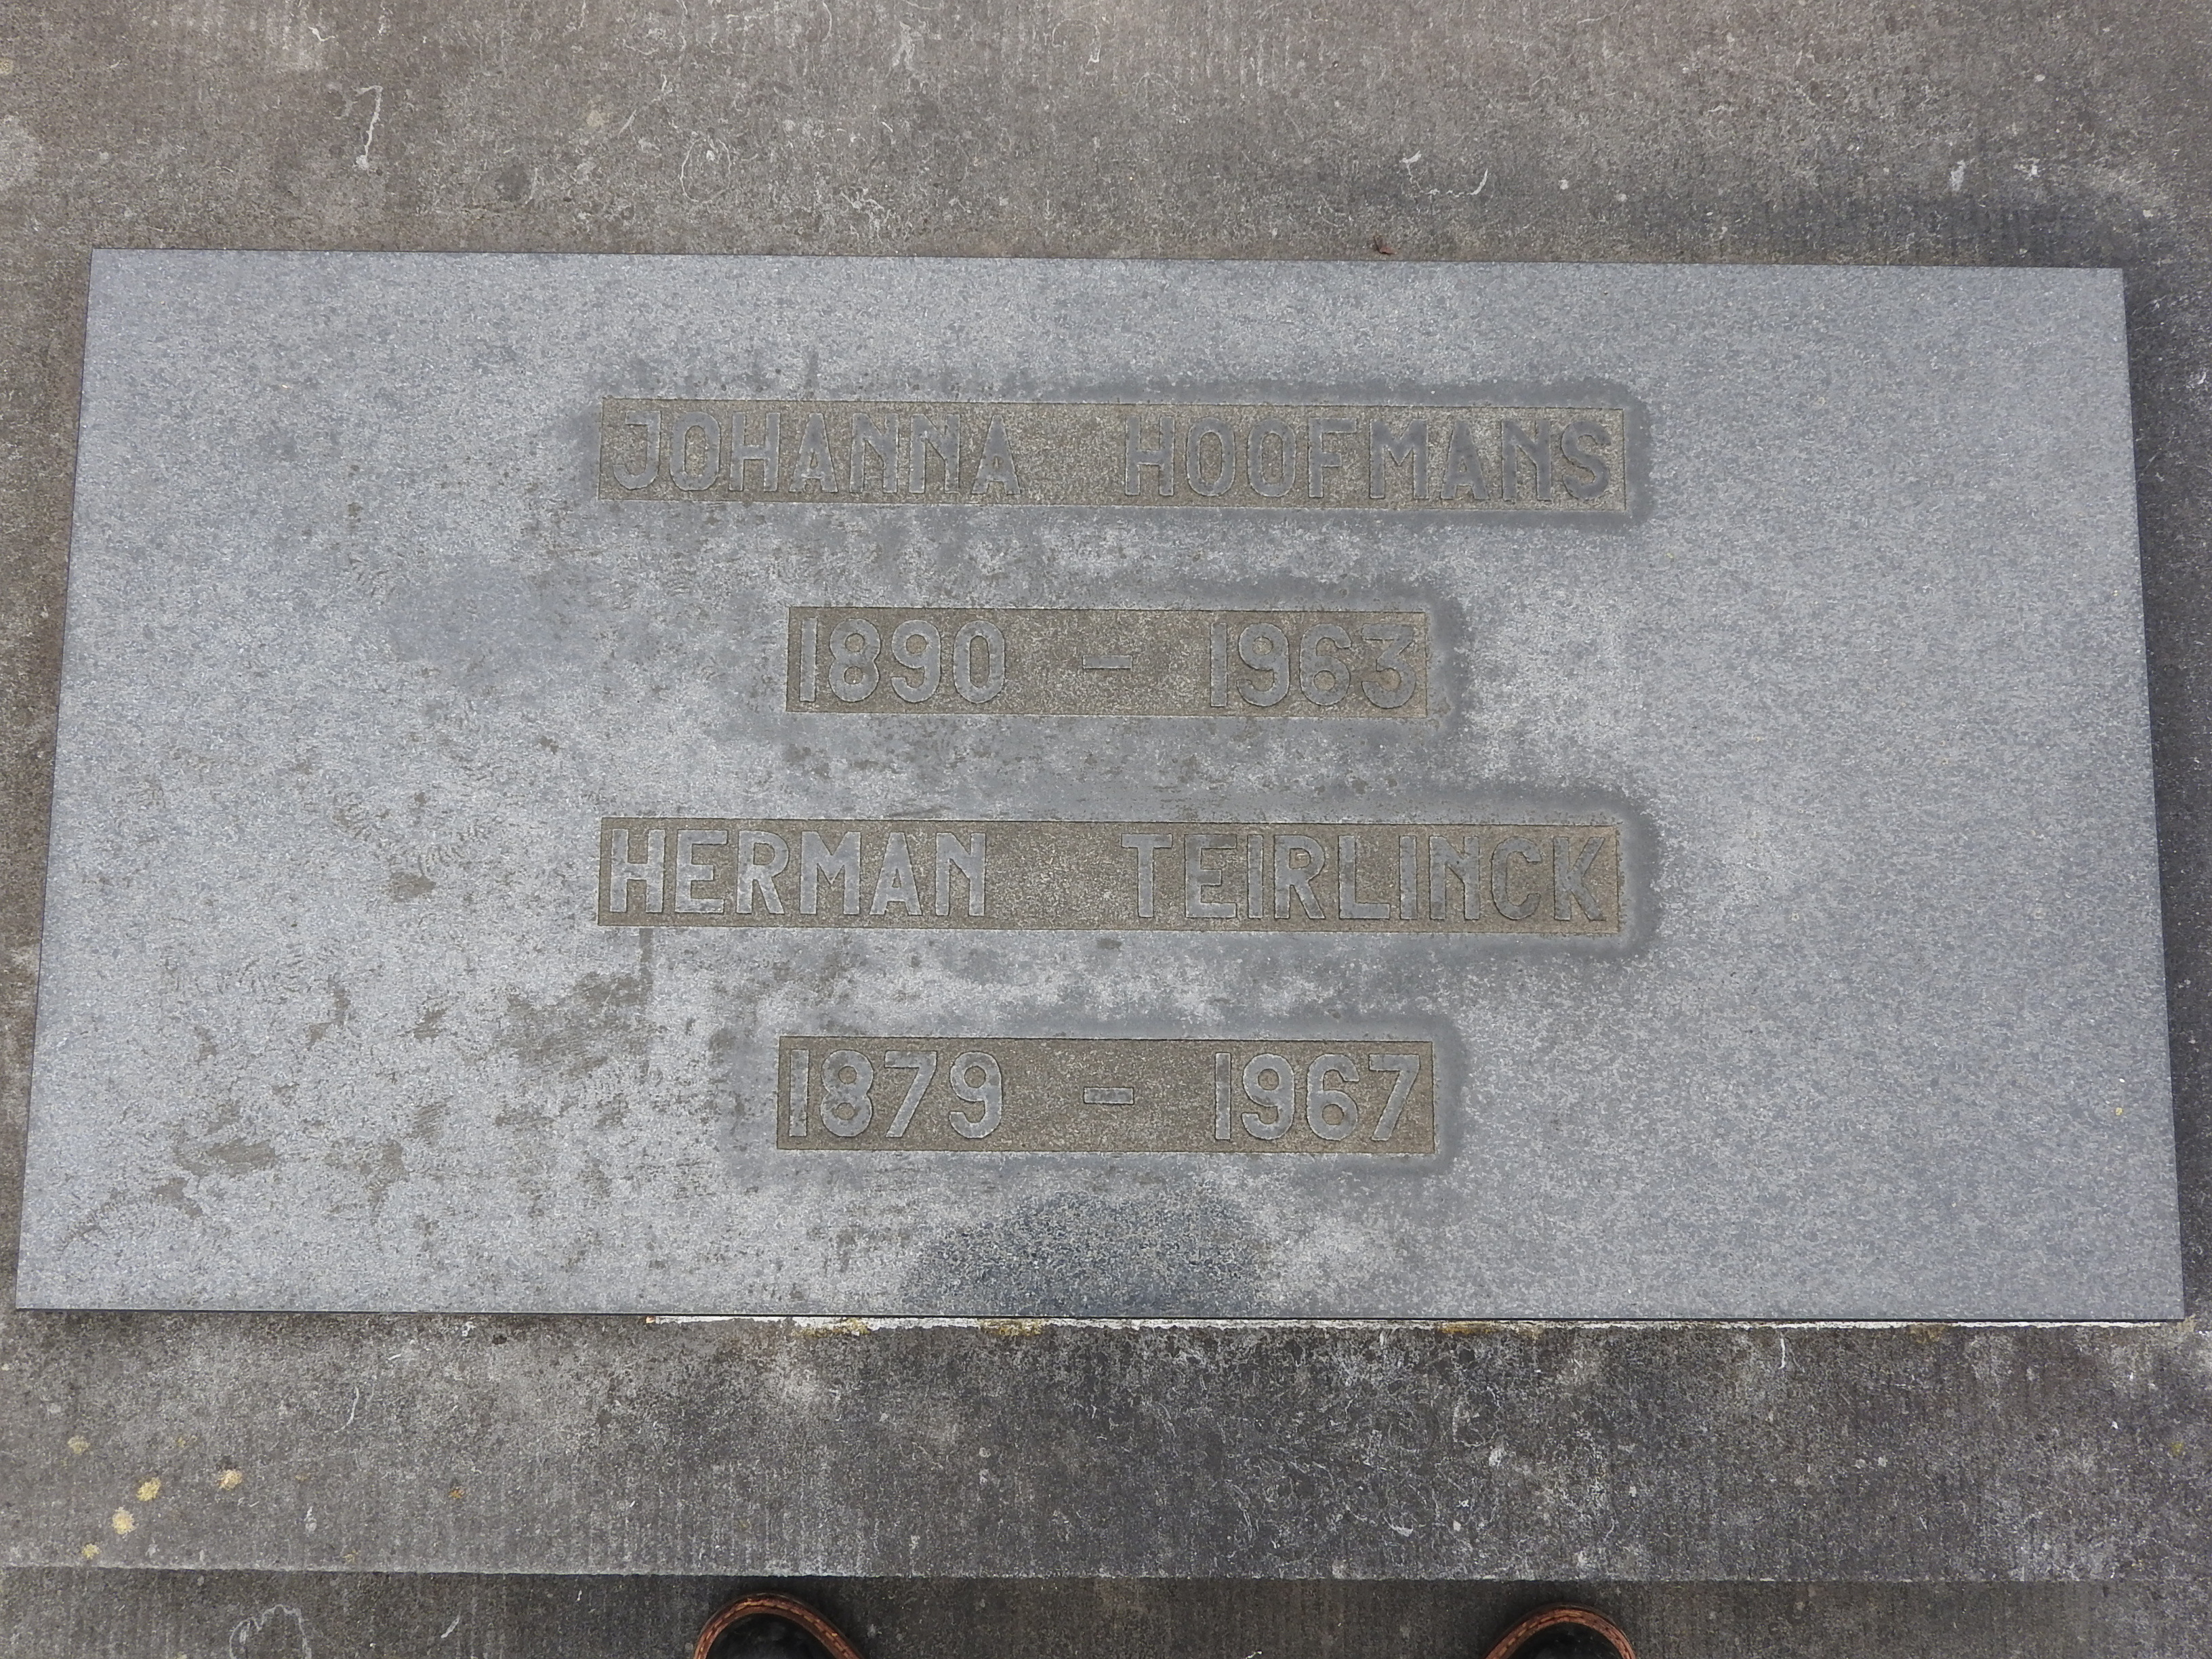 JOHANNA HOOFMANS
1890 - 1963
HERMAN TEIRLINCK
1879 - 1967